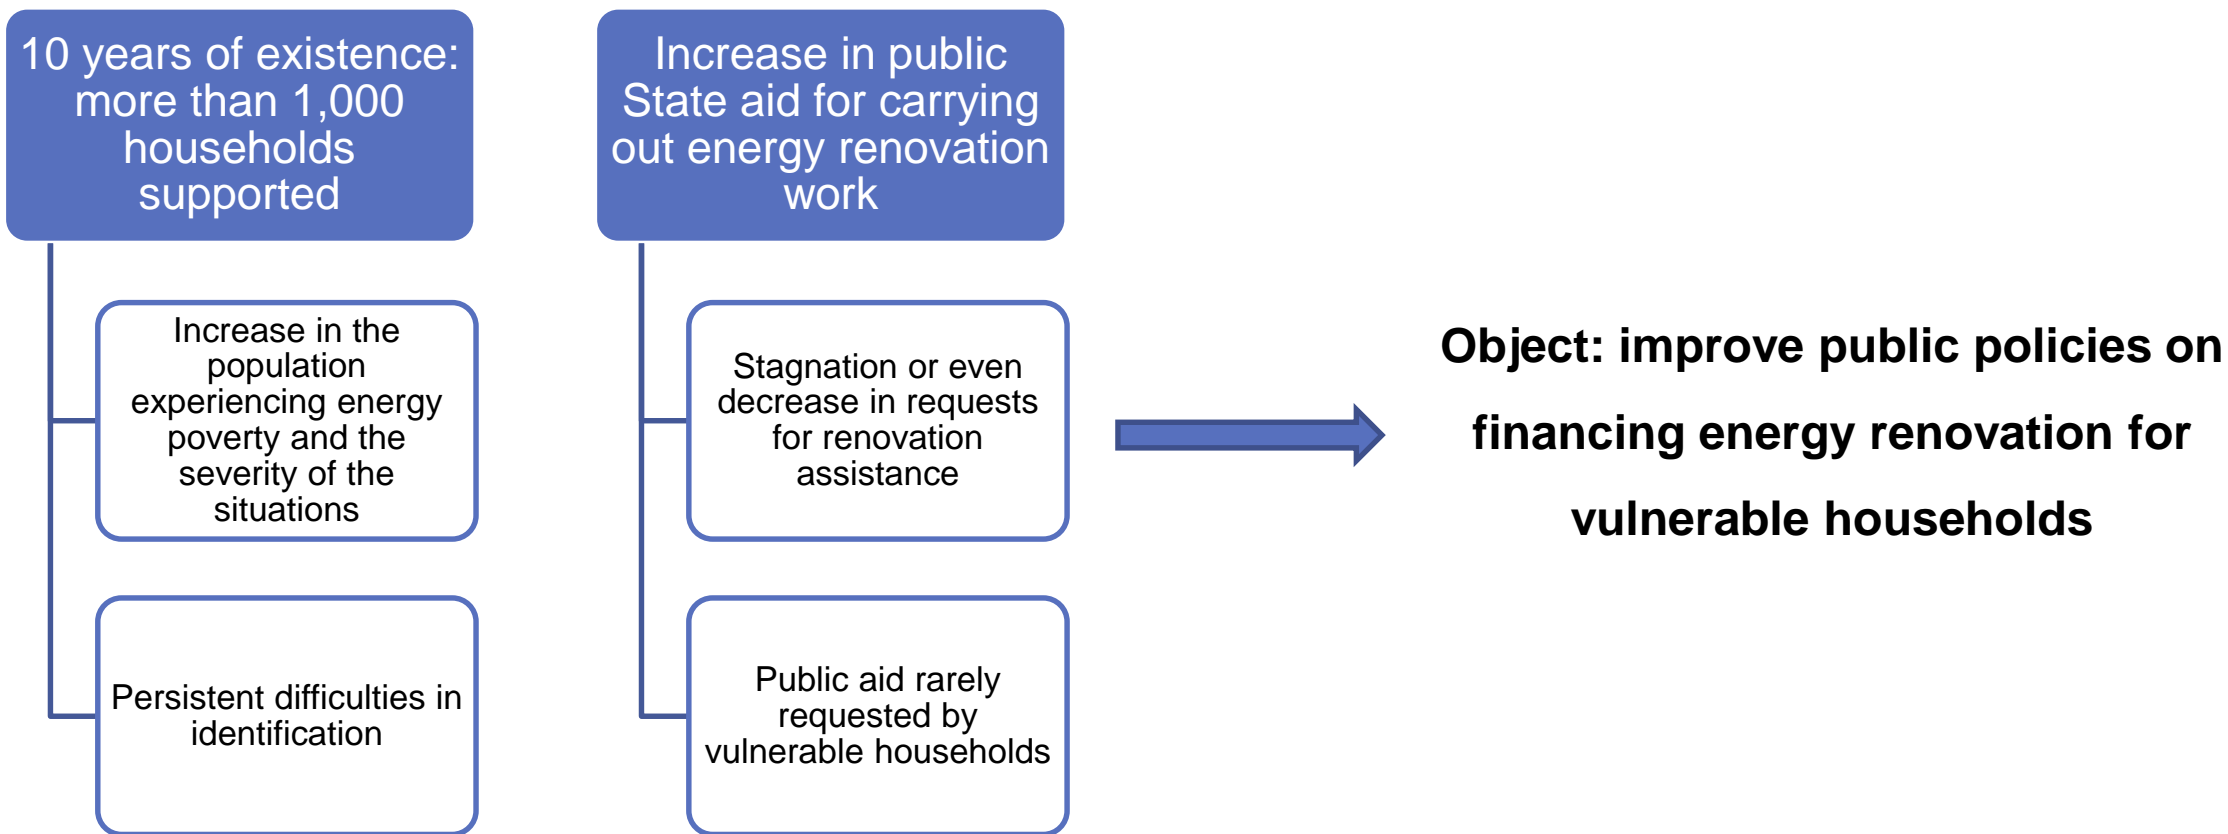 10 years of existence:
more than 1,000
households
supported
Increase in the
population
experiencing energy
poverty and the
severity of the
situations
Persistent difficulties in
identification
Increase in public
State aid for carrying
out energy renovation
work
Stagnation or even
decrease in requests
for renovation
assistance
Public aid rarely
requested by
vulnerable households
Object: improve public policies on
financing energy renovation for
vulnerable households